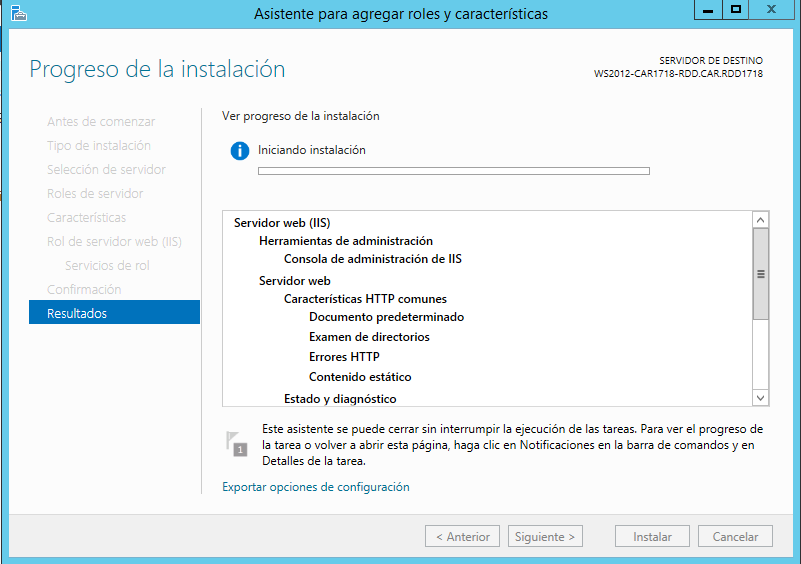 Asistente para agregar roles y características
Progreso de la instalación
SERVIDOR DE DESTINO
WS2012-CAR1718-RDD.CAR.RDD1718
Antes de comenzar
Tipo de instalación
Selección de servidor
Roles de servidor
Características
Rol de servidor web (IIS)
Servicios de rol
Confirmación
Resultados
Ver progreso de la instalación
Iniciando instalación
Servidor web (IIS)
Herramientas de administración
Consola de administración de IIS
Servidor web
Características HTTP comunes
Documento predeterminado
Examen de directorios
Errores HTTP
Contenido estático
Estado y diagnóstico
1
Este asistente se puede cerrar sin interrumpir la ejecución de las tareas. Para ver el progreso de
la tarea o volver a abrir esta página, haga clic en Notificaciones en la barra de comandos y en
Detalles de la tarea.
Exportar opciones de configuración
< Anterior
Siguiente >
Instalar
Cancelar